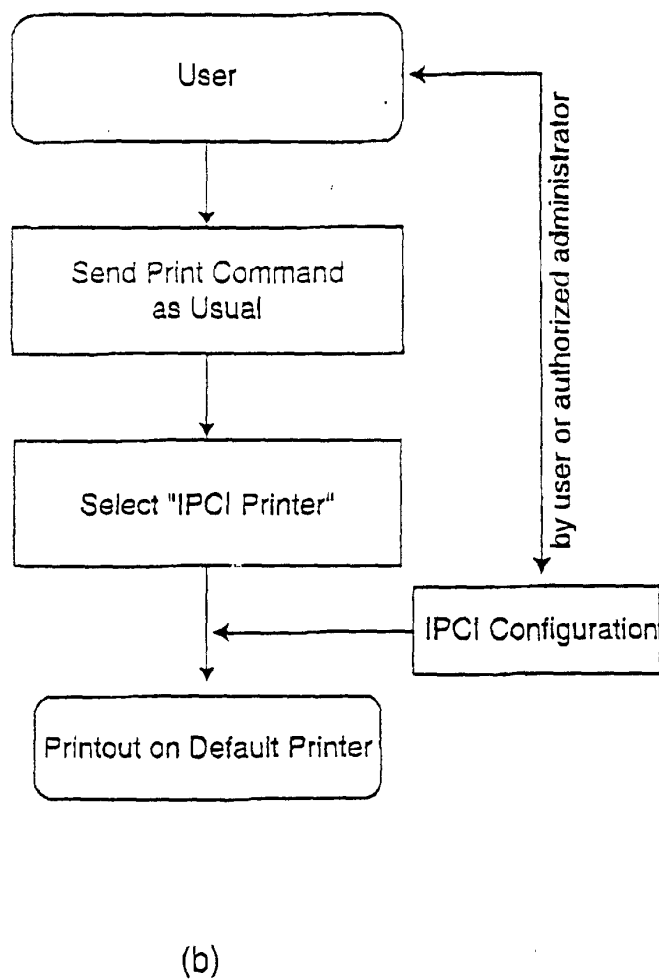 User
Send Print Command
as Usual
Select "IPCI Printer"
by user or authorized administrator
IPCI Configuration
Printout on Default Printer
(b)